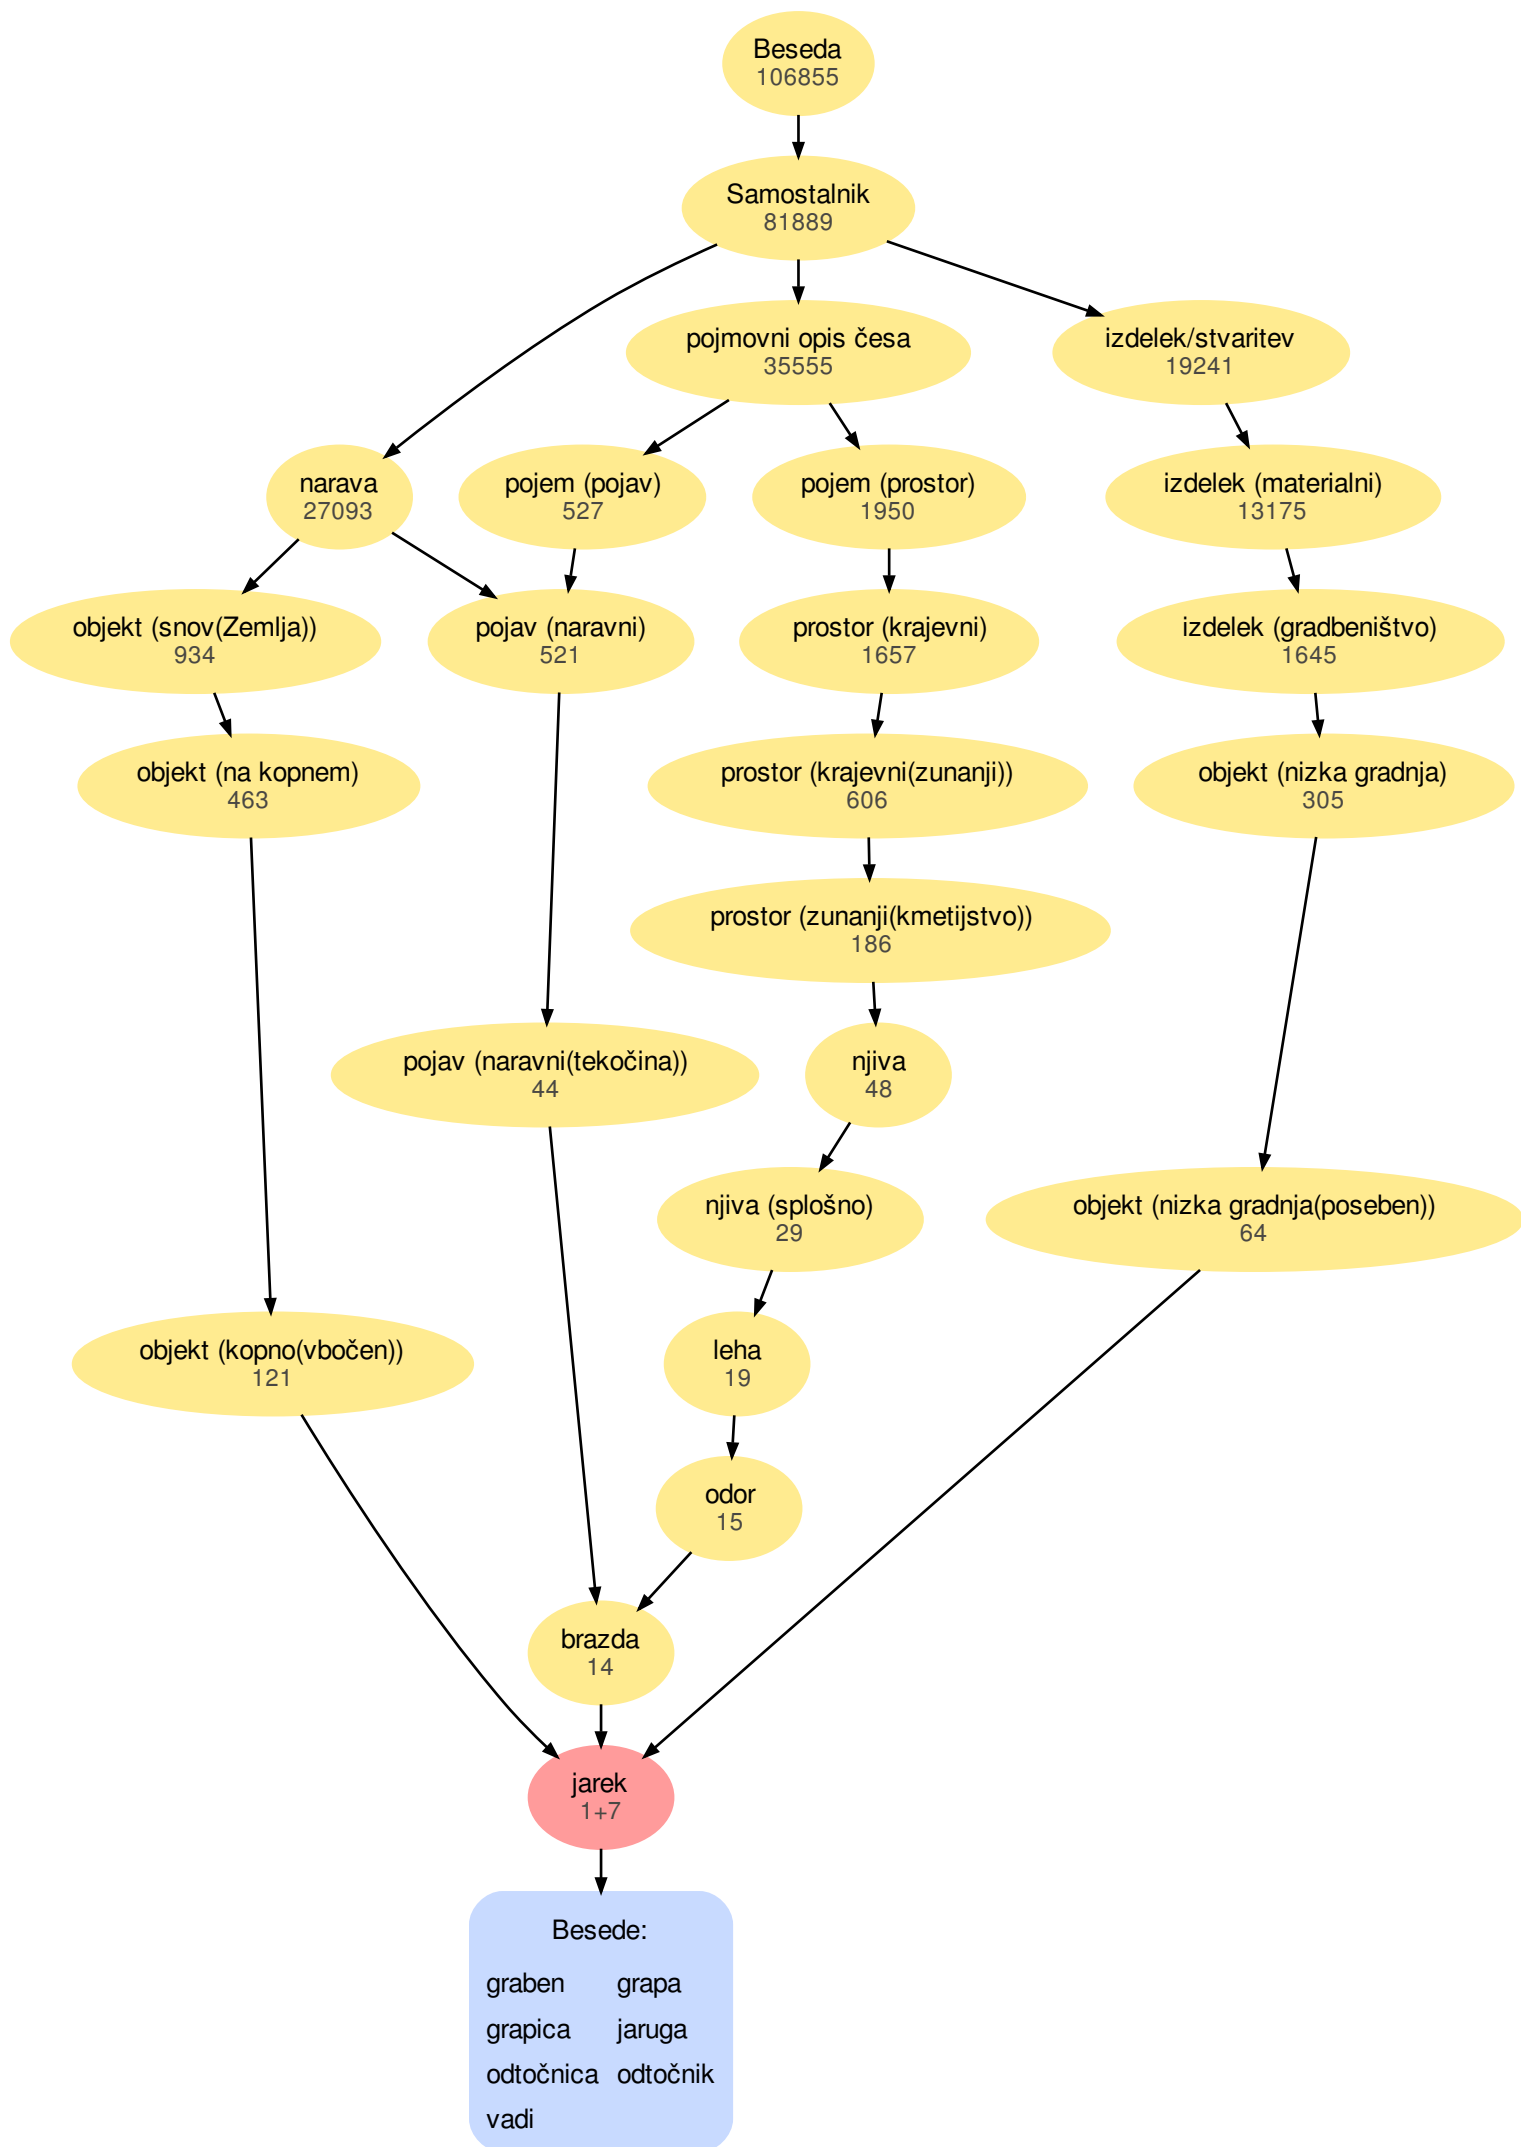 Beseda
106855
Samostalnik
81889
pojmovni opis česa
35555
izdelek/stvaritev
19241
narava
27093
pojem (pojav)
527
pojem (prostor)
1950
izdelek (materialni)
13175
objekt (snov(Zemlja))
934
pojav (naravni)
521
prostor (krajevni)
1657
izdelek (gradbeništvo)
1645
objekt (na kopnem)
463
prostor (krajevni(zunanji))
606
objekt (nizka gradnja)
305
prostor (zunanji(kmetijstvo))
186
pojav (naravni(tekočina))
44
njiva
48
njiva (splošno)
29
objekt (nizka gradnja(poseben))
64
objekt (kopno(vbočen))
121
leha
19
odor
15
brazda
14
jarek
1+7
Besede:
graben grapa
grapica jaruga
odtočnica odtočnik
vadi